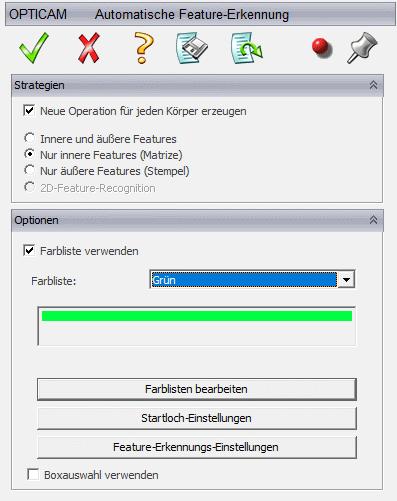 OPTICAM Automatische Feature-Erkennung
Strategien
Neue Operation für jeden Körper erzeugen
Innere und äußere Features
Nur innere Features (Matrize)
Nur äußere Features (Stempel)
2D-Feature-Recognition
Optionen
Farbliste verwenden
Farbliste: Grün
Farblisten bearbeiten
Startloch-Einstellungen
Feature-Erkennungs-Einstellungen
Boxauswahl verwenden